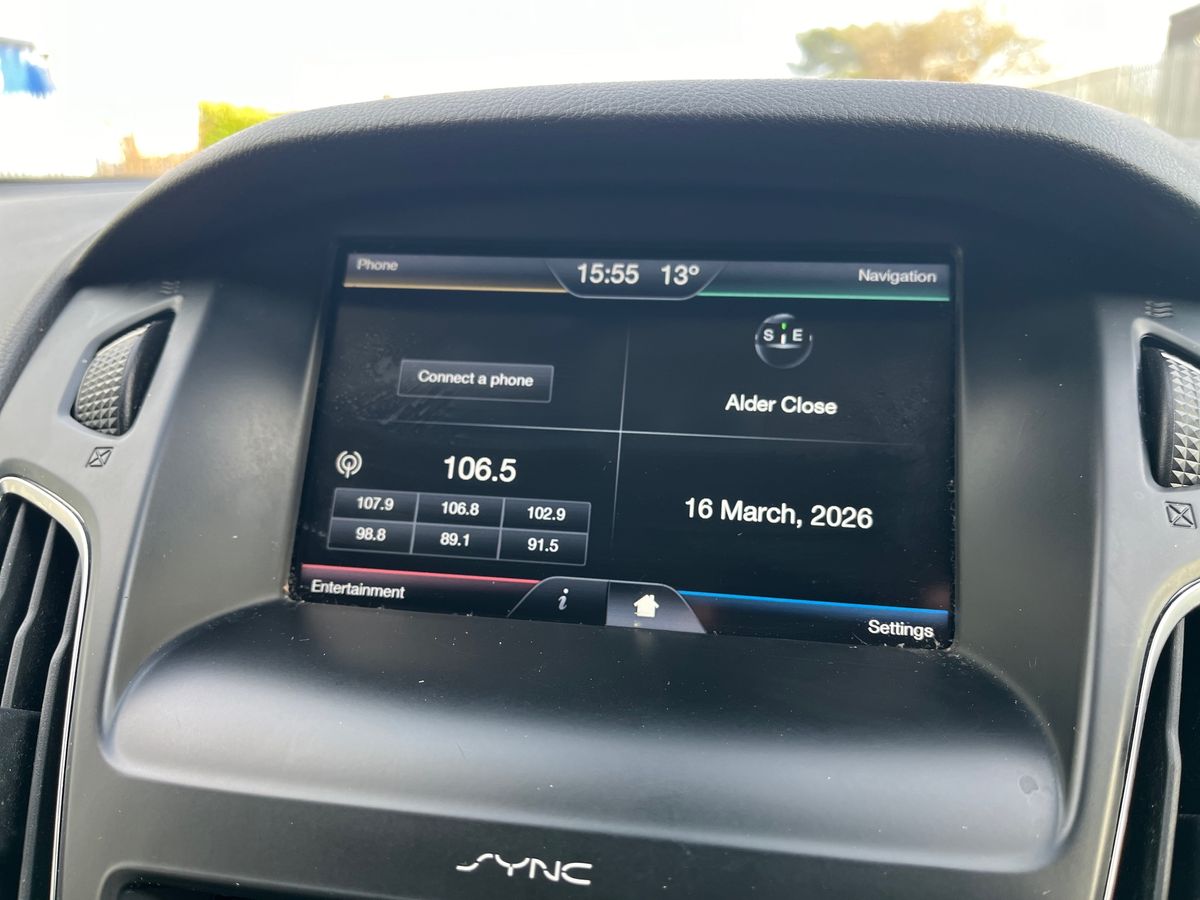 Phone
15:55 13°
Navigation
S E
Connect a phone
Alder Close
106.5
107.9 106.8 102.9
98.8 89.1 91.5
16 March, 2026
Entertainment
i
Settings
SYNC